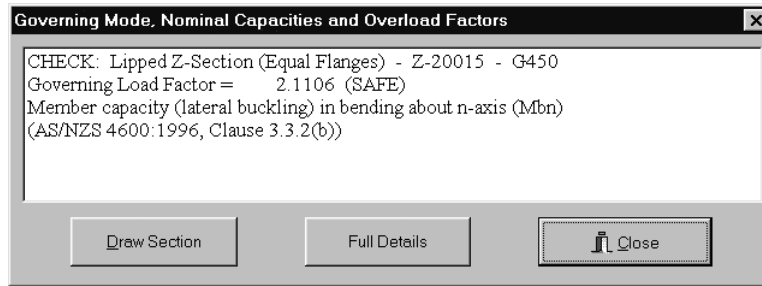 Governing Mode, Nominal Capacities and Overload Factors
CHECK: Lipped Z-Section (Equal Flanges) - Z-20015 - G450
Governing Load Factor = 2.1106 (SAFE)
Member capacity (lateral buckling) in bending about n-axis (Mbn)
(AS/NZS 4600:1996, Clause 3.3.2(b))
Draw Section Full Details Close